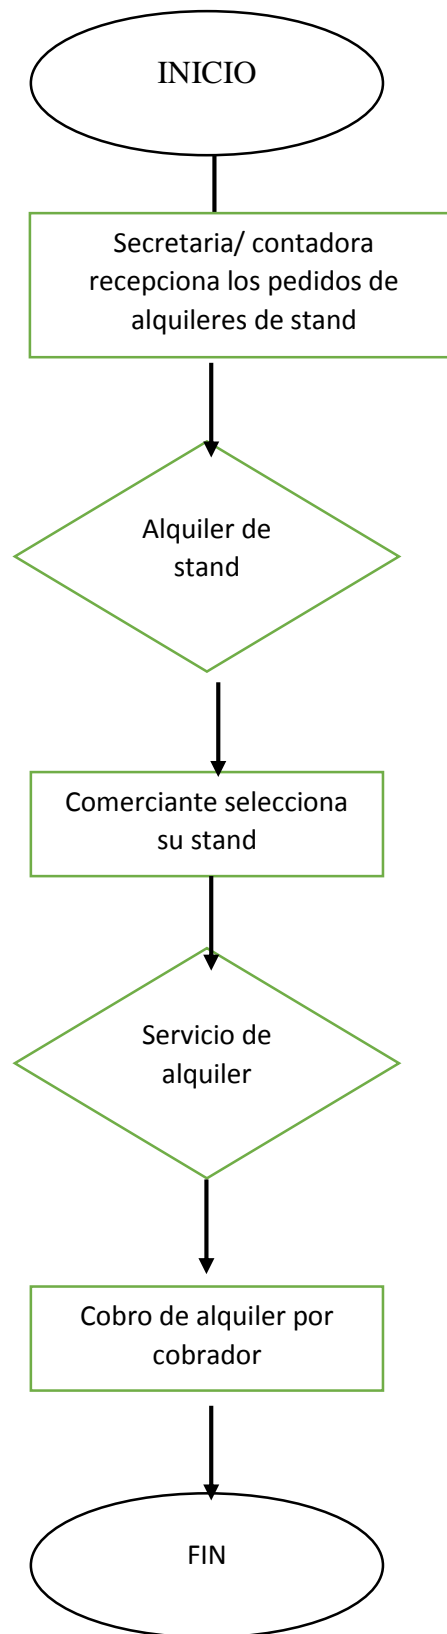 INICIO
Secretaria/ contadora
recepciona los pedidos de
alquileres de stand
Alquiler de
stand
Comerciante selecciona
su stand
Servicio de
alquiler
Cobro de alquiler por
cobrador
FIN